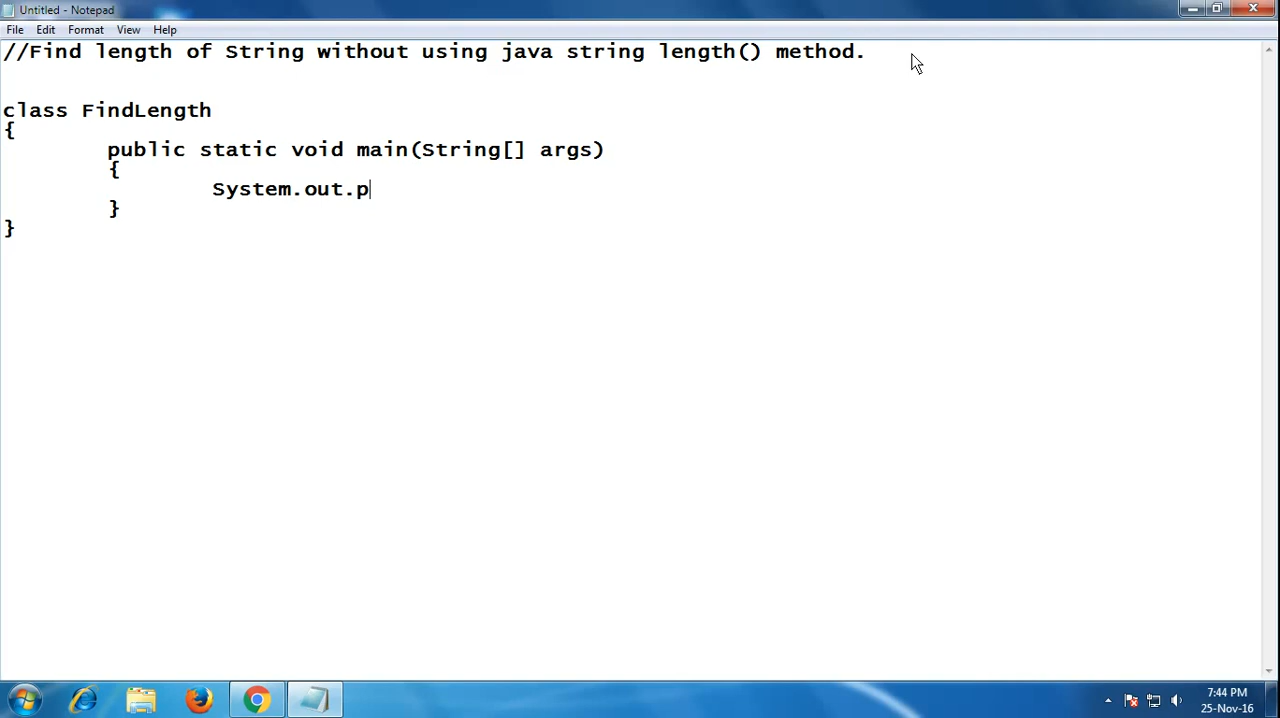 Untitled - Notepad
File Edit Format View Help
//Find length of String without using java string length() method.
class FindLength
{
public static void main(String[] args)
{
System.out.p
}
}
7:44 PM
25-Nov-16